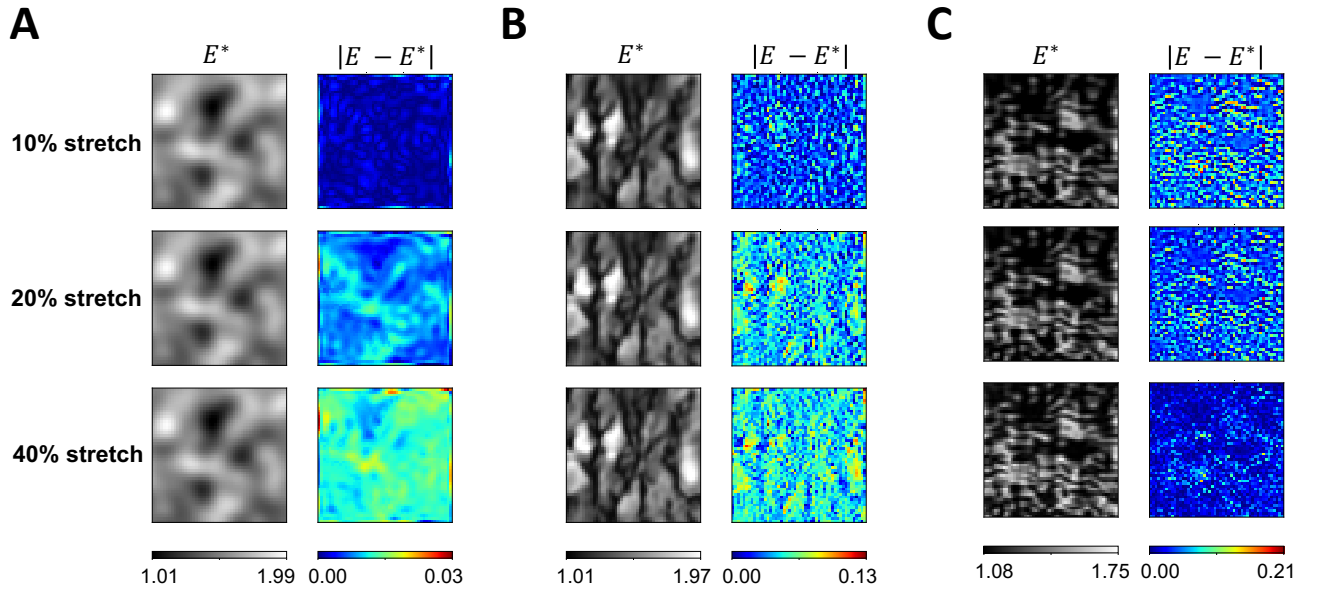 A B C
E* |E − E*| E* |E − E*| E* |E − E*|
10% stretch
20% stretch
40% stretch
1.01 1.99 0.00 0.03 1.01 1.97 0.00 0.13 1.08 1.75 0.00 0.21